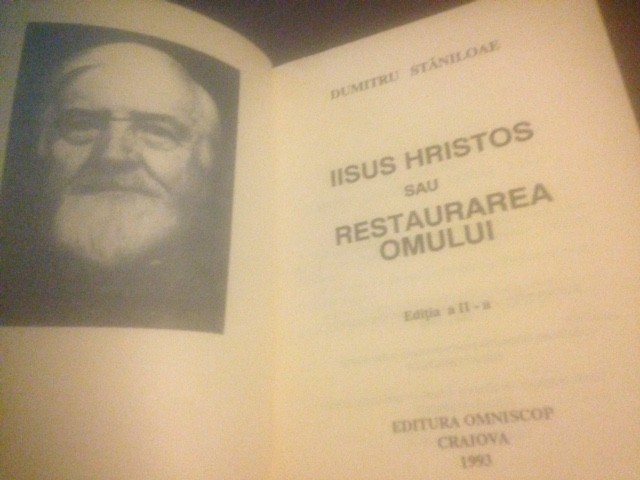 DUMITRU STĂNILOAE
IISUS HRISTOS
SAU
RESTAURAREA
OMULUI
Ediția a II - a
EDITURA OMNISCOP
CRAIOVA
1993